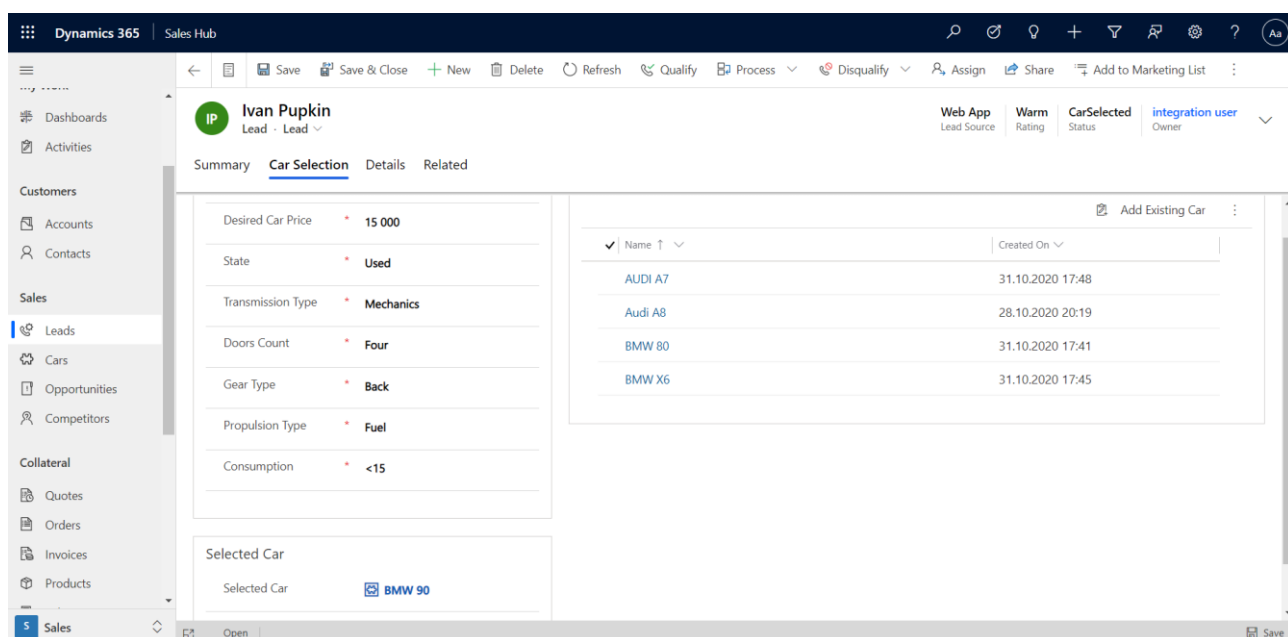 Dynamics 365 Sales Hub Aa
Save Save & Close New Delete Refresh Qualify Process Disqualify Assign Share Add to Marketing List
Dashboards
Activities
Customers
Accounts
Contacts
Sales
Leads
Cars
Opportunities
Competitors
Collateral
Quotes
Orders
Invoices
Products
S Sales
IP Ivan Pupkin
Lead · Lead
Web App Warm CarSelected integration user
Lead Source Rating Status Owner
Summary Car Selection Details Related
Desired Car Price * 15 000
State * Used
Transmission Type * Mechanics
Doors Count * Four
Gear Type * Back
Propulsion Type * Fuel
Consumption * <15
Selected Car
Selected Car BMW 90
Add Existing Car
Name ↑ Created On
AUDI A7 31.10.2020 17:48
Audi A8 28.10.2020 20:19
BMW 80 31.10.2020 17:41
BMW X6 31.10.2020 17:45
Open Save